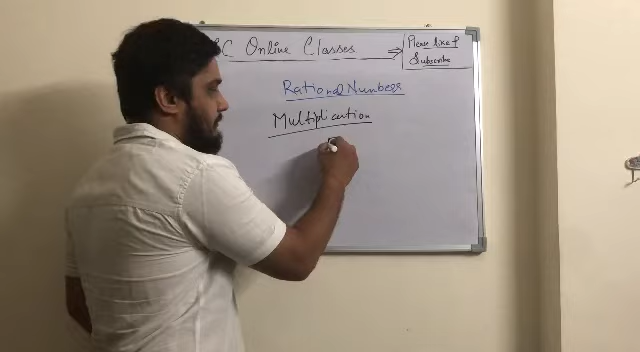 Online Classes ⇒ Please like &
Subscribe
Rational Numbers
Multiplication